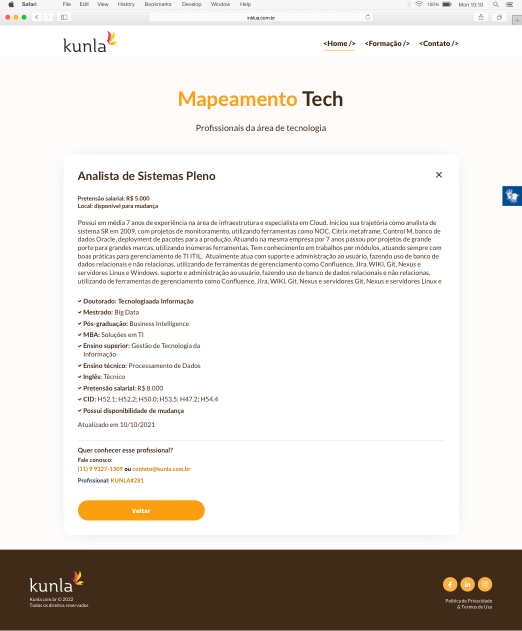 Safari File Edit View History Bookmarks Develop Window Help 100% Mon 10:10
inklua.com.br
kunla
<Home /> <Formação /> <Contato />
Mapeamento Tech
Profissionais da área de tecnologia
Analista de Sistemas Pleno
Pretensão salarial: R$ 5.000
Local: disponível para mudança
Possui em média 7 anos de experiência na área de infraestrutura e especialista em Cloud. Iniciou sua trajetória como analista de
sistema SR em 2009, com projetos de monitoramento, utilizando ferramentas como NOC, Citrix metaframe, Control M, banco de
dados Oracle, deployment de pacotes para a produção. Atuando na mesma empresa por 7 anos passou por projetos de grande
porte para grandes marcas, utilizando inúmeras ferramentas. Tem conhecimento em trabalhos por módulos, atuando sempre com
boas práticas para gerenciamento de TI ITIL. Atualmente atua com suporte e administração ao usuário, fazendo uso de banco de
dados relacionais e não relacionas, utilizando de ferramentas de gerenciamento como Confluence, Jira, WIKI, Git, Nexus e
servidores Linux e Windows. suporte e administração ao usuário, fazendo uso de banco de dados relacionais e não relacionas,
utilizando de ferramentas de gerenciamento como Confluence, Jira, WIKI, Git, Nexus e servidores Git, Nexus e servidores Linux e
Doutorado: Tecnologiaada Informação
Mestrado: Big Data
Pós-graduação: Business Intelligence
MBA: Soluções em TI
Ensino superior: Gestão de Tecnologia da
Informação
Ensino técnico: Processamento de Dados
Inglês: Técnico
Pretensão salarial: R$ 8.000
CID: H52.1; H52.2; H50.0; H53.5; H47.2; H54.4
Possui disponibilidade de mudança
Atualizado em 10/10/2021
Quer conhecer esse profissional?
Fale conosco:
(11) 9 9327-1509 ou contato@kunla.com.br
Profissional: KUNLA#281
Voltar
kunla
Kunla.com.br © 2022
Todos os direitos reservados
Política de Privacidade
& Termos de Uso